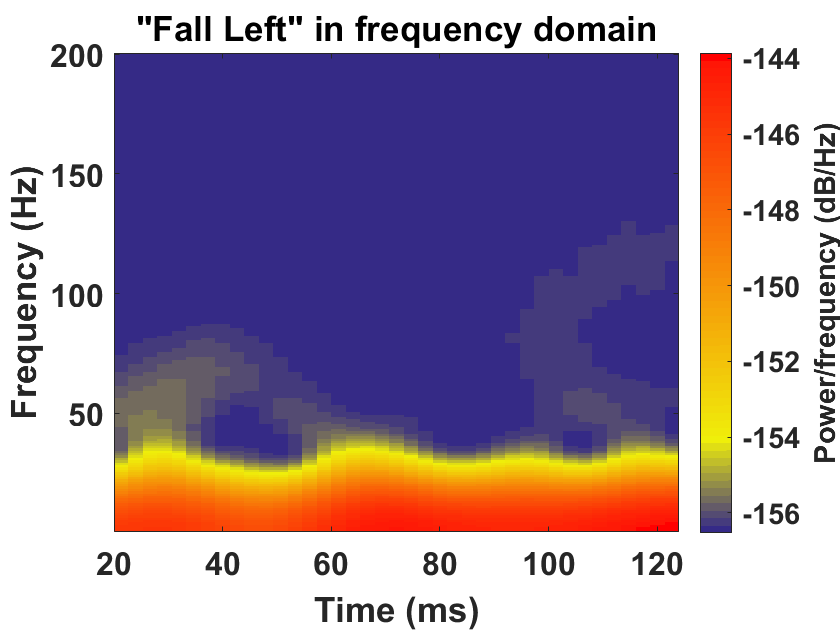 "Fall Left" in frequency domain
200
150
100
50
Frequency (Hz)
20 40 60 80 100 120
Time (ms)
-144
-146
-148
-150
-152
-154
-156
Power/frequency (dB/Hz)